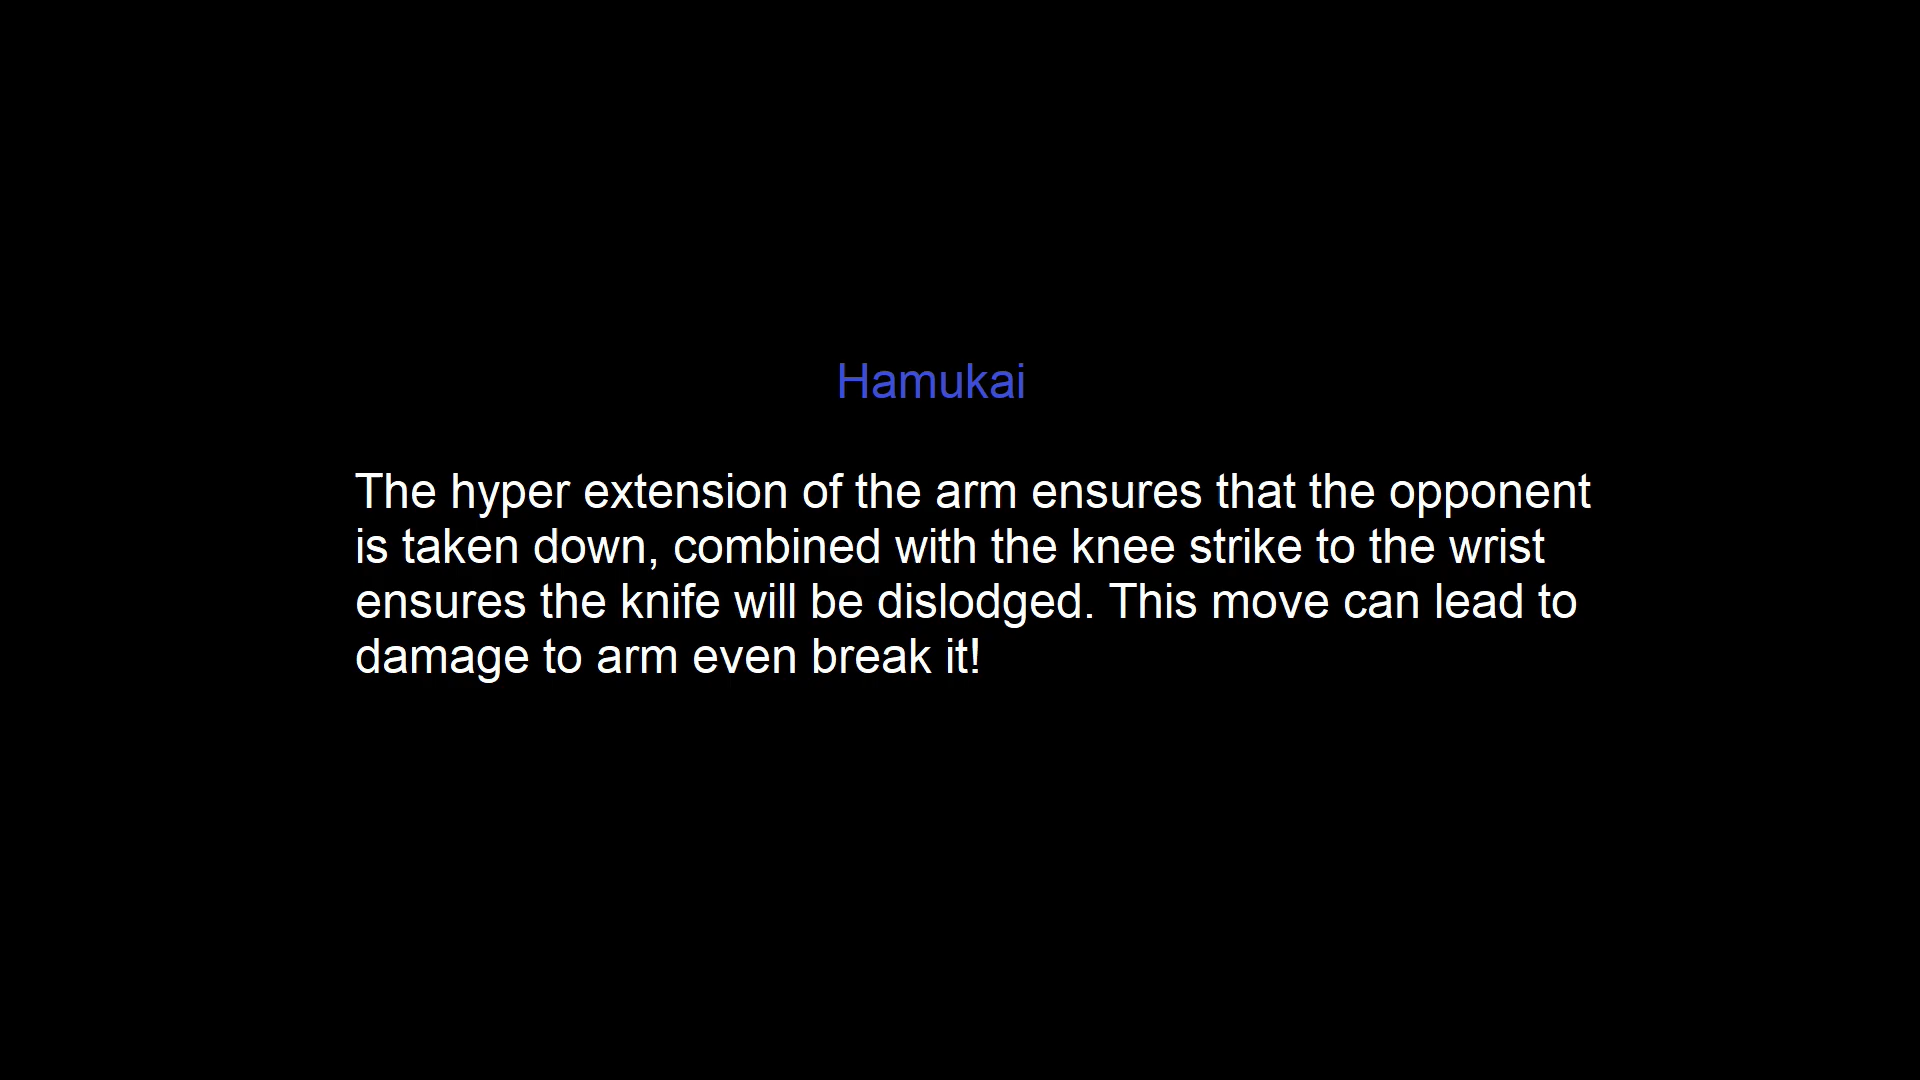 Hamukai
The hyper extension of the arm ensures that the opponent
is taken down, combined with the knee strike to the wrist
ensures the knife will be dislodged. This move can lead to
damage to arm even break it!